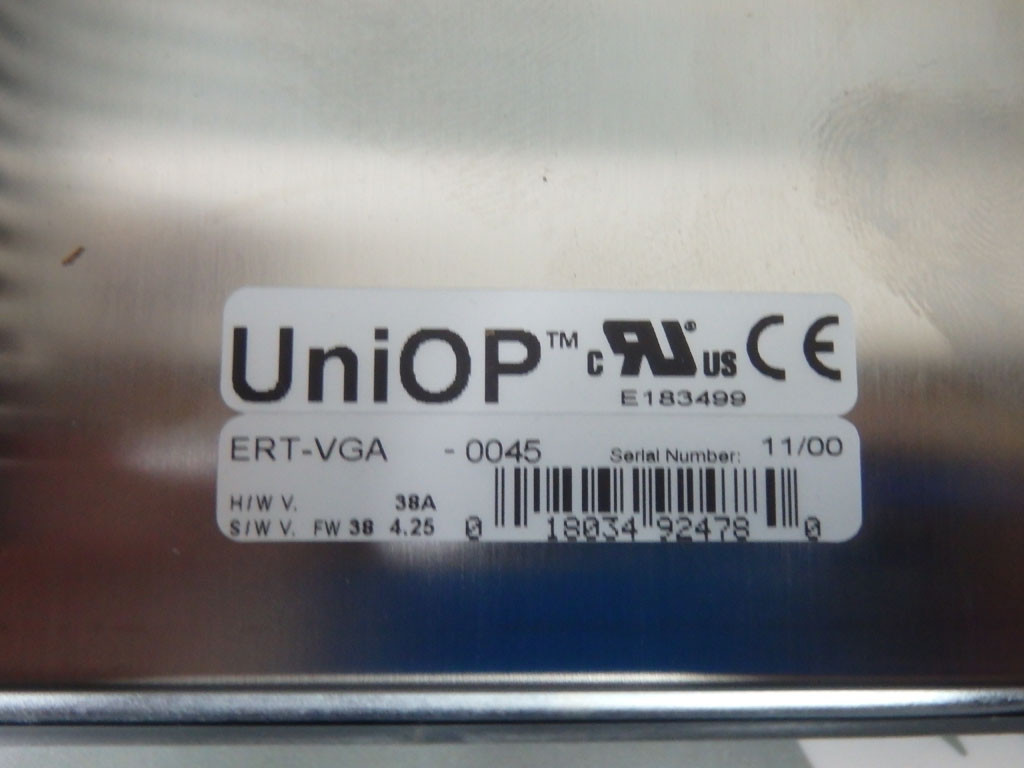 UniOP™ c RU® US CE
E183499
ERT-VGA - 0045 Serial Number: 11/00
H/W V. 38A
S/W V. FW 38 4.25 0 18034 92478 0